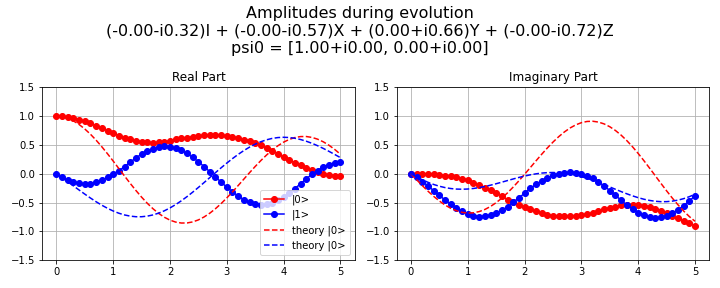 Amplitudes during evolution
(-0.00-i0.32)I + (-0.00-i0.57)X + (0.00+i0.66)Y + (-0.00-i0.72)Z
psi0 = [1.00+i0.00, 0.00+i0.00]
Real Part
1.5
1.0
0.5
0.0
−0.5
−1.0
−1.5
0 1 2 3 4 5
|0>
|1>
theory |0>
theory |0>
Imaginary Part
1.5
1.0
0.5
0.0
−0.5
−1.0
−1.5
0 1 2 3 4 5